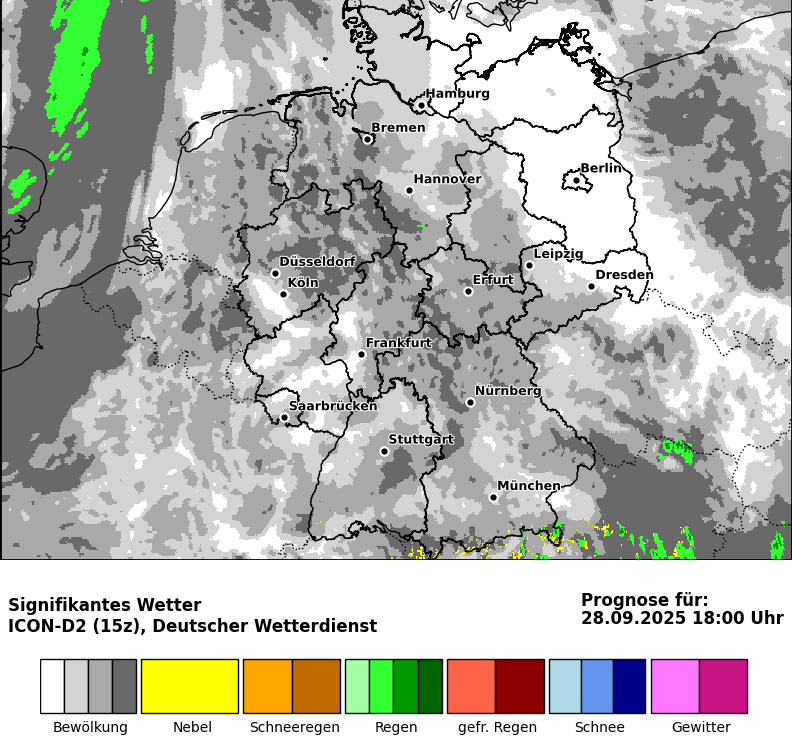 Hamburg
Bremen
Berlin
Hannover
Leipzig
Düsseldorf
Dresden
Köln
Erfurt
Frankfurt
Nürnberg
Saarbrücken
Stuttgart
München
Signifikantes Wetter
ICON-D2 (15z), Deutscher Wetterdienst
Prognose für:
28.09.2025 18:00 Uhr
Bewölkung
Nebel
Schneeregen
Regen
gefr. Regen
Schnee
Gewitter